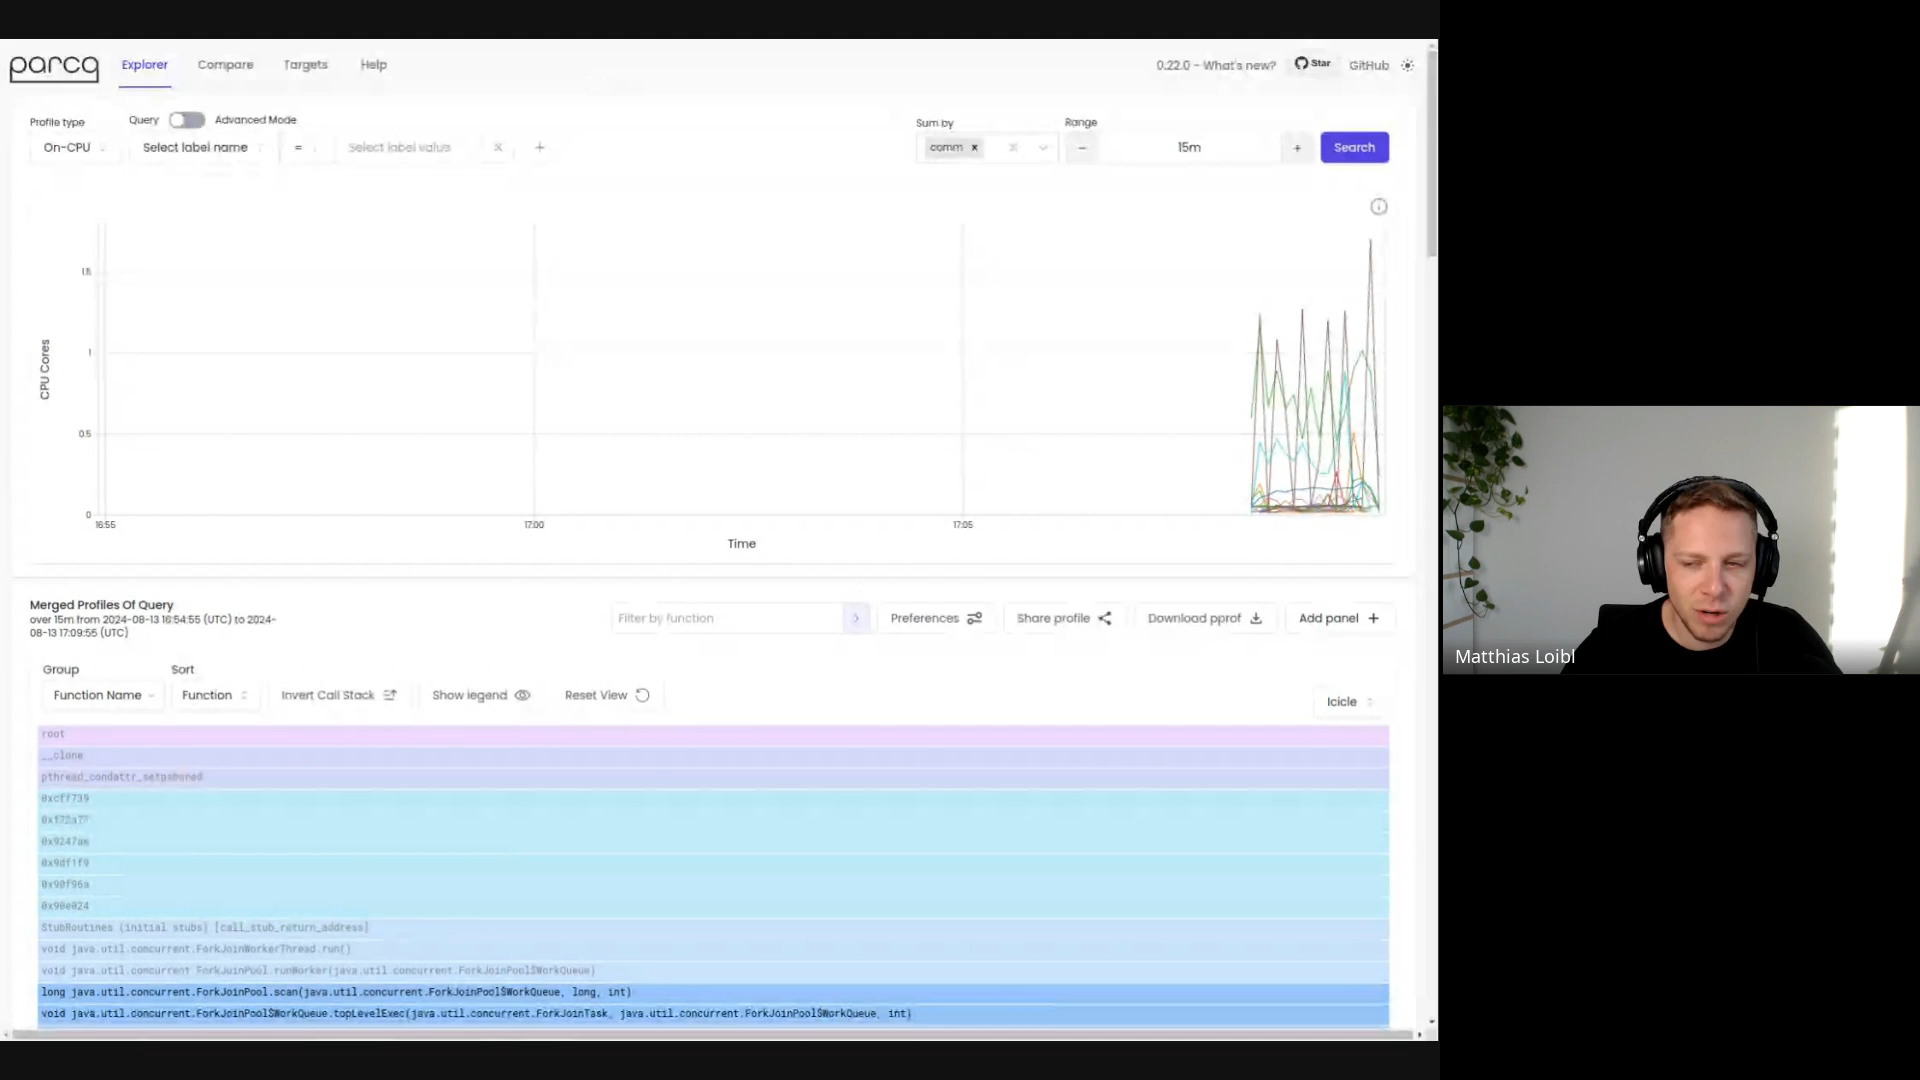 parca
Explorer
Compare
Targets
Help
0.22.0 - What's new?
Star
GitHub
Profile type
Query
Advanced Mode
Sum by
Range
On-CPU
Select label name
=
Select label value
×
+
comm ×
×
−
15m
+
Search
CPU Cores
1.5
1
0.5
0
16:55
17:00
17:05
Time
Merged Profiles Of Query
over 15m from 2024-08-13 16:54:55 (UTC) to 2024-
08-13 17:09:55 (UTC)
Filter by function
Preferences
Share profile
Download pprof
Add panel +
Group
Sort
Function Name
Function
Invert Call Stack
Show legend
Reset View
Icicle
root
__clone
0xcff739
0xf72a77
0x9247ae
0x9df1f9
0x90f96a
0x90e024
StubRoutines (initial stubs) [call_stub_return_address]
void java.util.concurrent.ForkJoinWorkerThread.run()
void java.util.concurrent.ForkJoinPool.runWorker(java.util.concurrent.ForkJoinPool$WorkQueue)
long java.util.concurrent.ForkJoinPool.scan(java.util.concurrent.ForkJoinPool$WorkQueue, long, int)
void java.util.concurrent.ForkJoinPool$WorkQueue.topLevelExec(java.util.concurrent.ForkJoinTask, java.util.concurrent.ForkJoinPool$WorkQueue, int)
Matthias Loibl